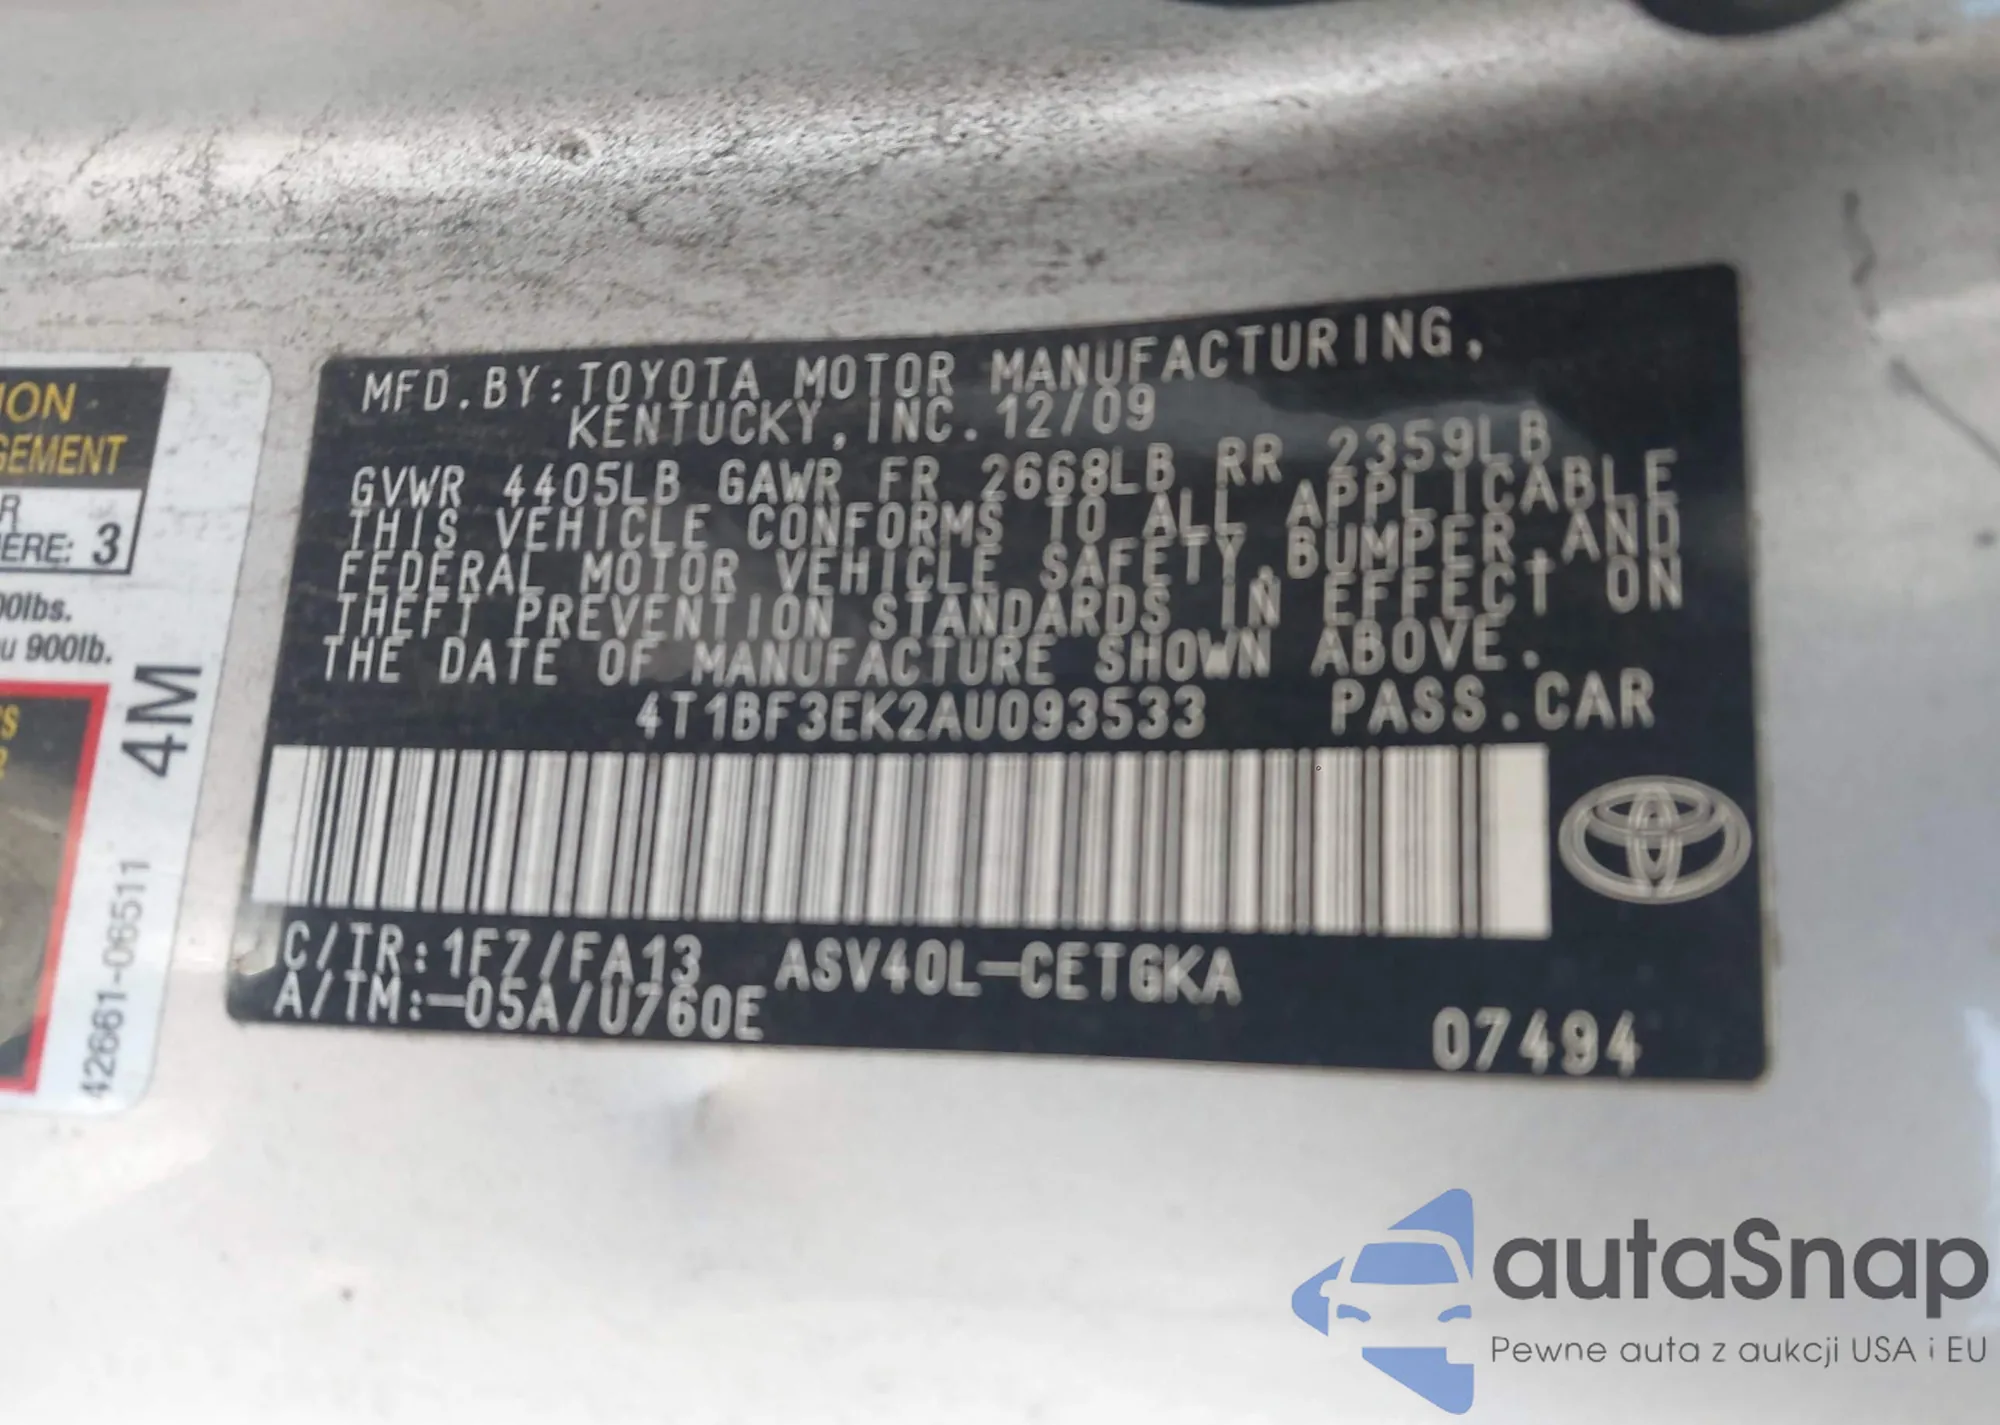 ION
GEMENT
R
ERE: 3
00lbs.
u 900lb.
S
R
4M
42661-06511
MFD.BY:TOYOTA MOTOR MANUFACTURING,
KENTUCKY, INC. 12/09
GVWR 4405LB GAWR FR 2668LB RR 2359LB
THIS VEHICLE CONFORMS TO ALL APPLICABLE
FEDERAL MOTOR VEHICLE SAFETY,BUMPER,AND
THEFT PREVENTION STANDARDS IN EFFECT ON
THE DATE OF MANUFACTURE SHOWN ABOVE.
4T1BF3EK2AU093533 PASS.CAR
C/TR:1F7/FA13 ASV40L-CETGKA
A/TM:-05A/U760E
07494
autaSnap
Pewne auta z aukcji USA i EU